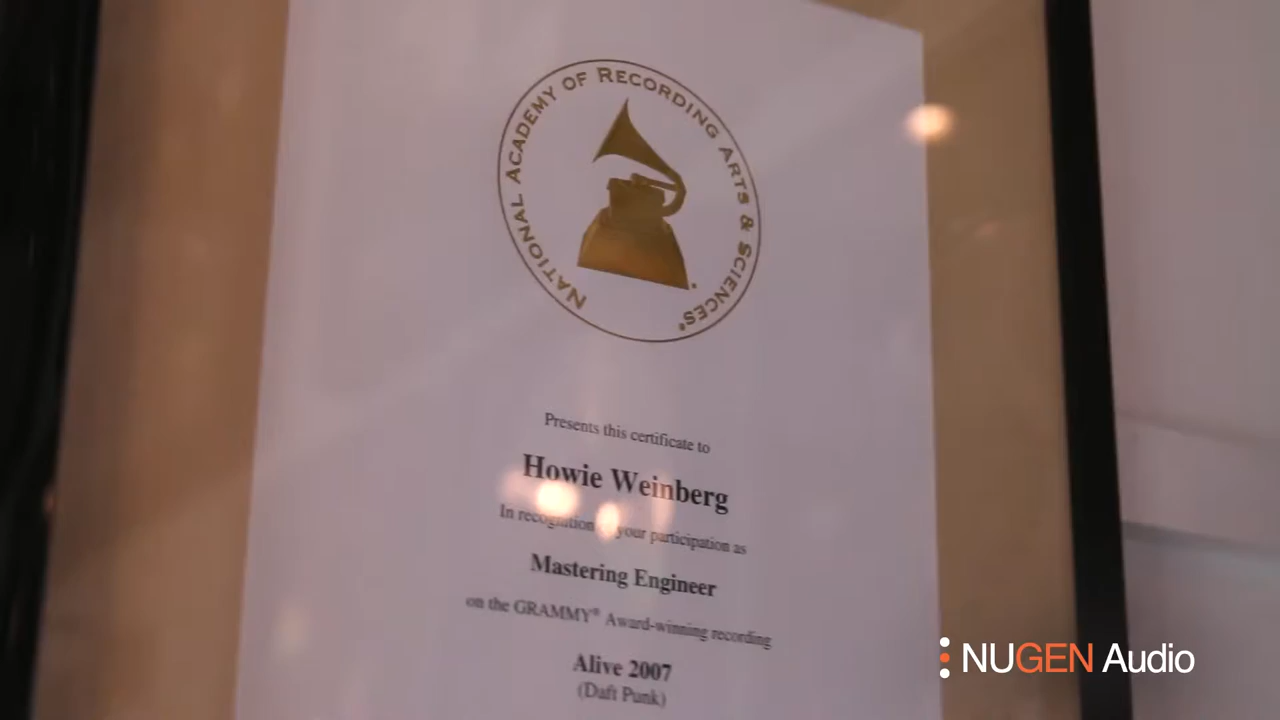 NATIONAL ACADEMY OF RECORDING ARTS & SCIENCES®
Presents this certificate to
Howie Weinberg
In recognition your participation as
Mastering Engineer
on the GRAMMY® Award-winning recording
Alive 2007
(Daft Punk)
NUGEN Audio